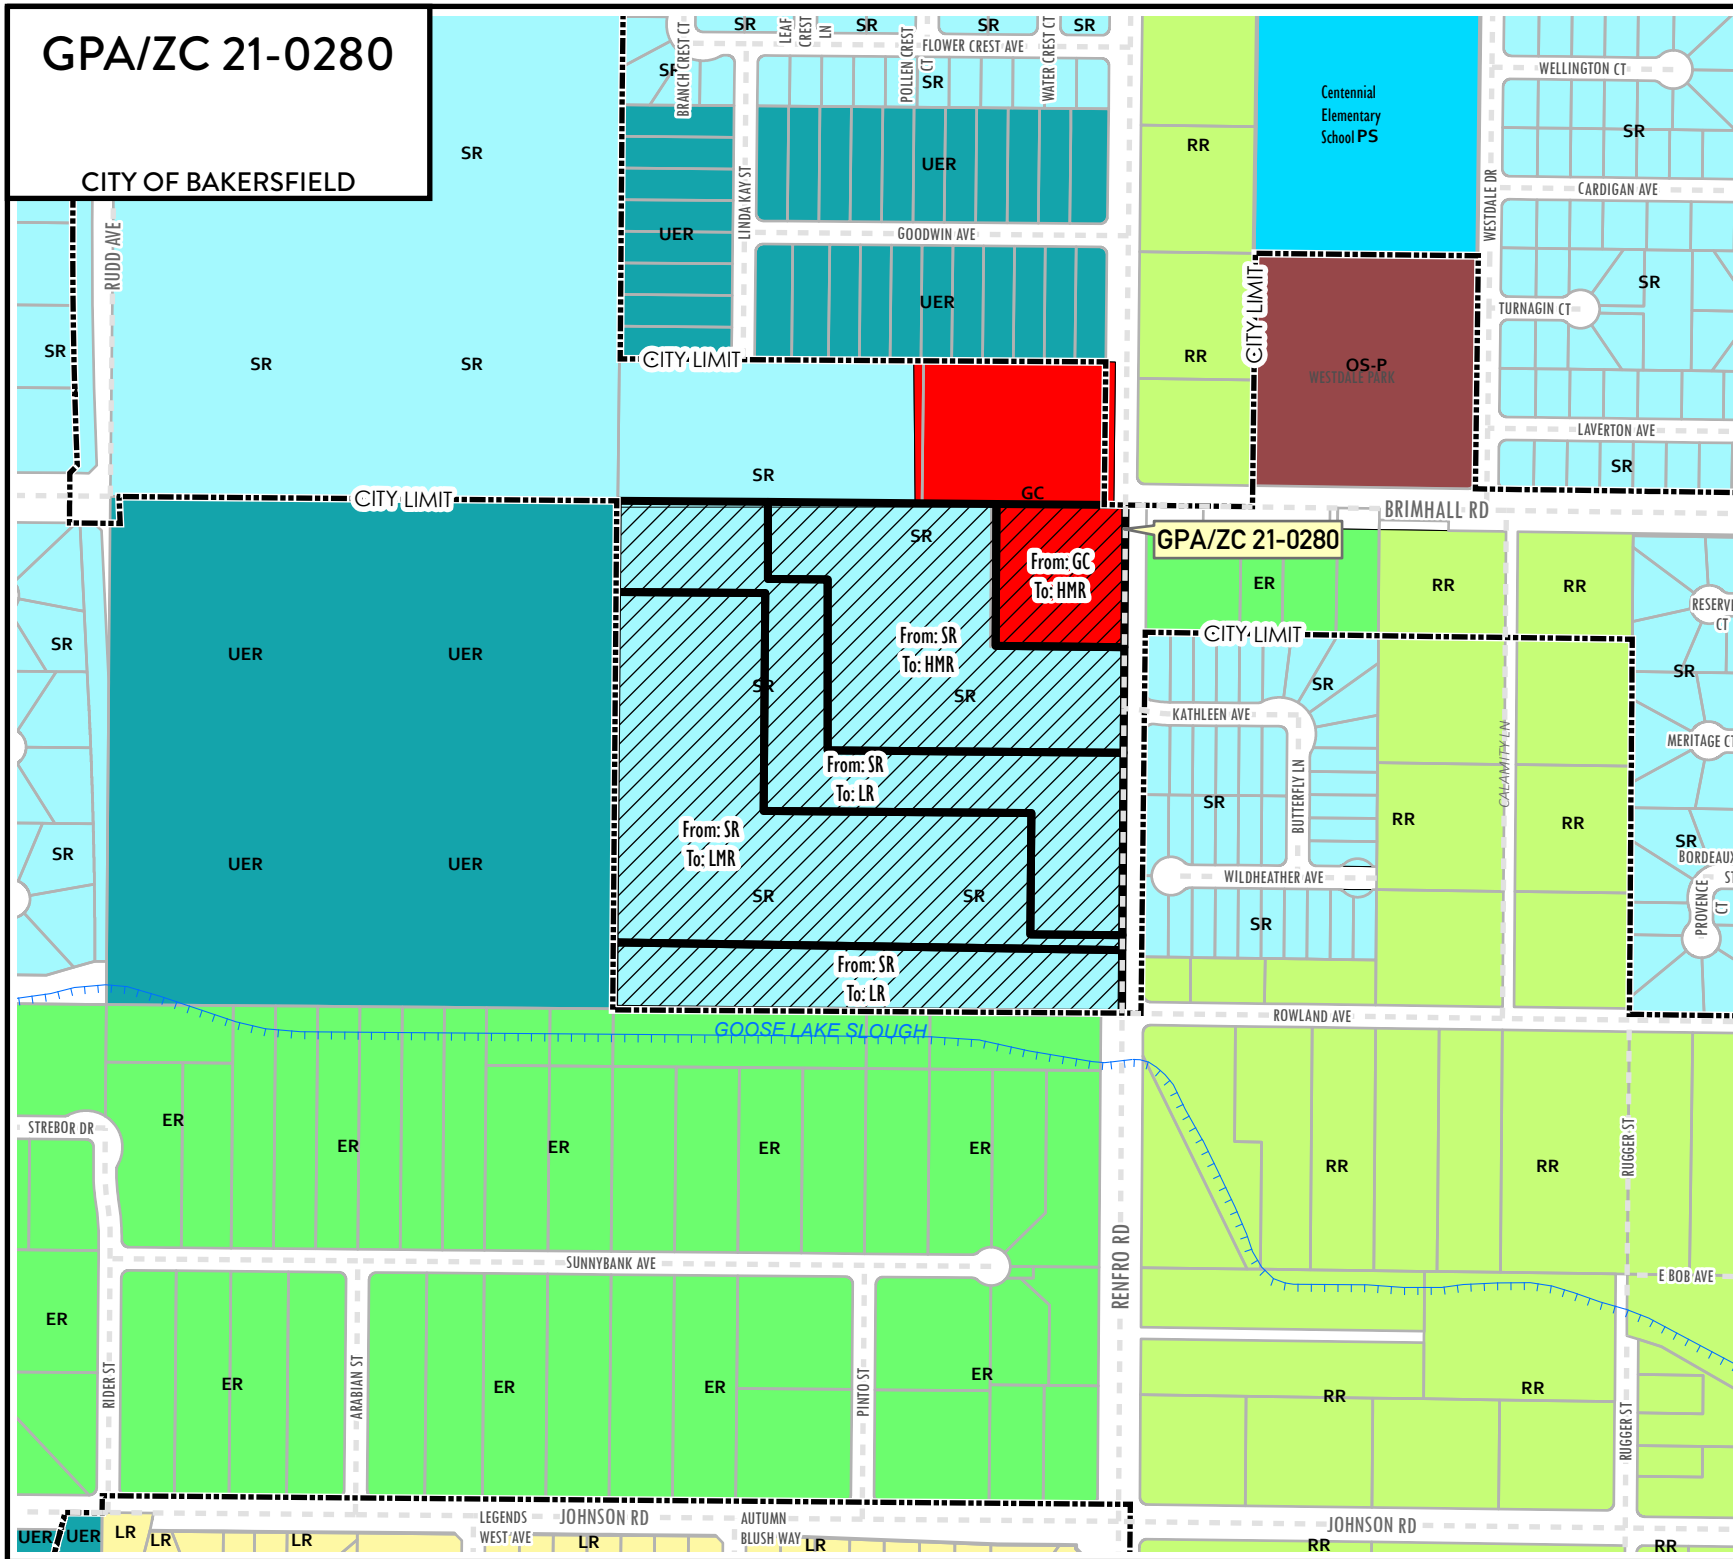 GPA/ZC 21-0280
CITY OF BAKERSFIELD
SR
SR
SR
SR
LEAF
CREST
LN
FLOWER CREST AVE
BRANCH CREST CT
POLLEN CREST
CT
WATER CREST CT
SR
SR
SR
UER
UER
UER
LINDA KAY ST
GOODWIN AVE
RR
RR
Centennial
Elementary
School PS
WESTDALE DR
WELLINGTON CT
SR
CARDIGAN AVE
SR
TURNAGIN CT
LAVERTON AVE
SR
CITY LIMIT
OS-P
WESTDALE PARK
RUDD AVE
SR
SR
SR
CITY LIMIT
SR
GC
CITY LIMIT
BRIMHALL RD
GPA/ZC 21-0280
SR
From: GC
To: HMR
From: SR
To: HMR
SR
SR
From: SR
To: LR
From: SR
To: LMR
SR
SR
From: SR
To: LR
ER
RR
RR
CITY LIMIT
SR
KATHLEEN AVE
BUTTERFLY LN
SR
WILDHEATHER AVE
SR
RR
RR
CALAMITY LN
RESERVE
CT
SR
MERITAGE CT
SR
BORDEAUX
ST
PROVENCE
CT
SR
SR
UER
UER
UER
UER
ROWLAND AVE
GOOSE LAKE SLOUGH
STREBOR DR
ER
ER
ER
ER
ER
RR
RR
RUGGER ST
SUNNYBANK AVE
RENFRO RD
E BOB AVE
ER
RIDER ST
ER
ARABIAN ST
ER
ER
PINTO ST
ER
RR
RR
RUGGER ST
JOHNSON RD
JOHNSON RD
LEGENDS
WEST AVE
AUTUMN
BLUSH WAY
UER
UER
LR
LR
LR
LR
LR
RR
RR